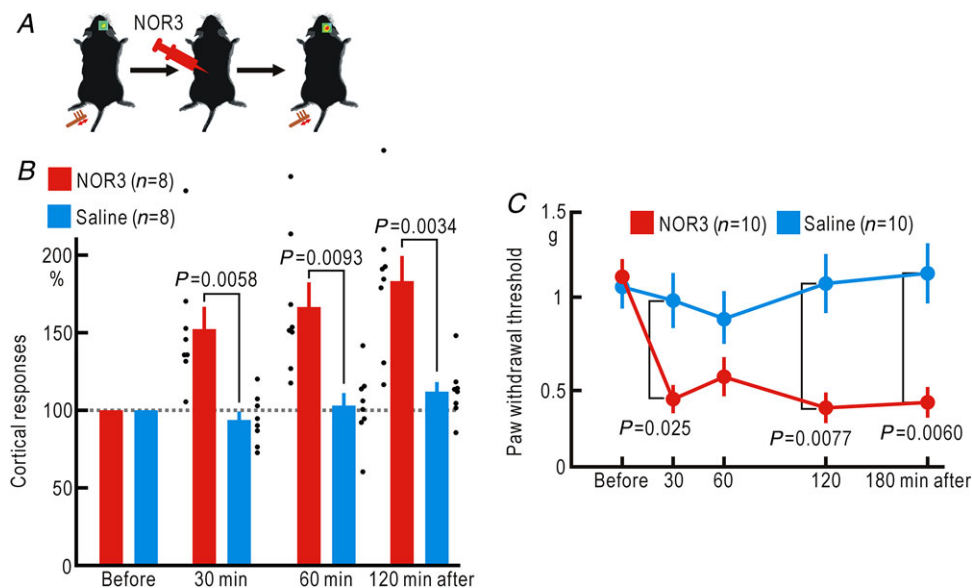 A
NOR3
B
NOR3 (n=8)
Saline (n=8)
Cortical responses
200
%
150
100
50
0
P=0.0058
P=0.0093
P=0.0034
Before
30 min
60 min
120 min after
C
NOR3 (n=10)
Saline (n=10)
Paw withdrawal threshold
1.5
g
1
0.5
0
P=0.025
P=0.0077
P=0.0060
Before
30
60
120
180 min after